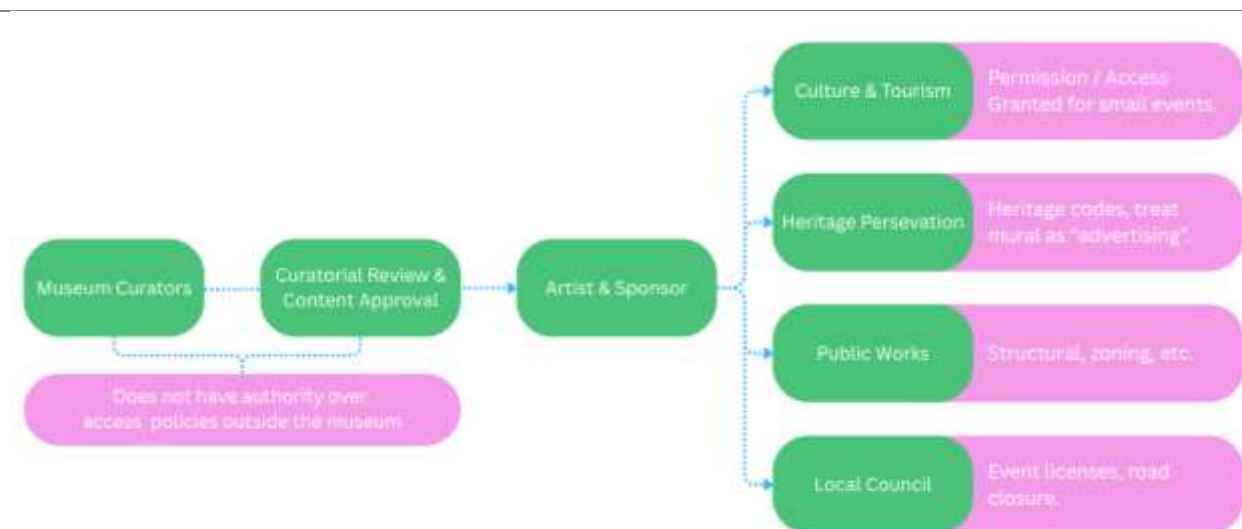 Museum Curators
Curatorial Review &
Content Approval
Does not have authority over
access policies outside the museum
Artist & Sponsor
Culture & Tourism
Permission / Access
Granted for small events.
Heritage Persevation
Heritage codes, treat
mural as "advertising".
Public Works
Structural, zoning, etc.
Local Council
Event licenses, road
closure.